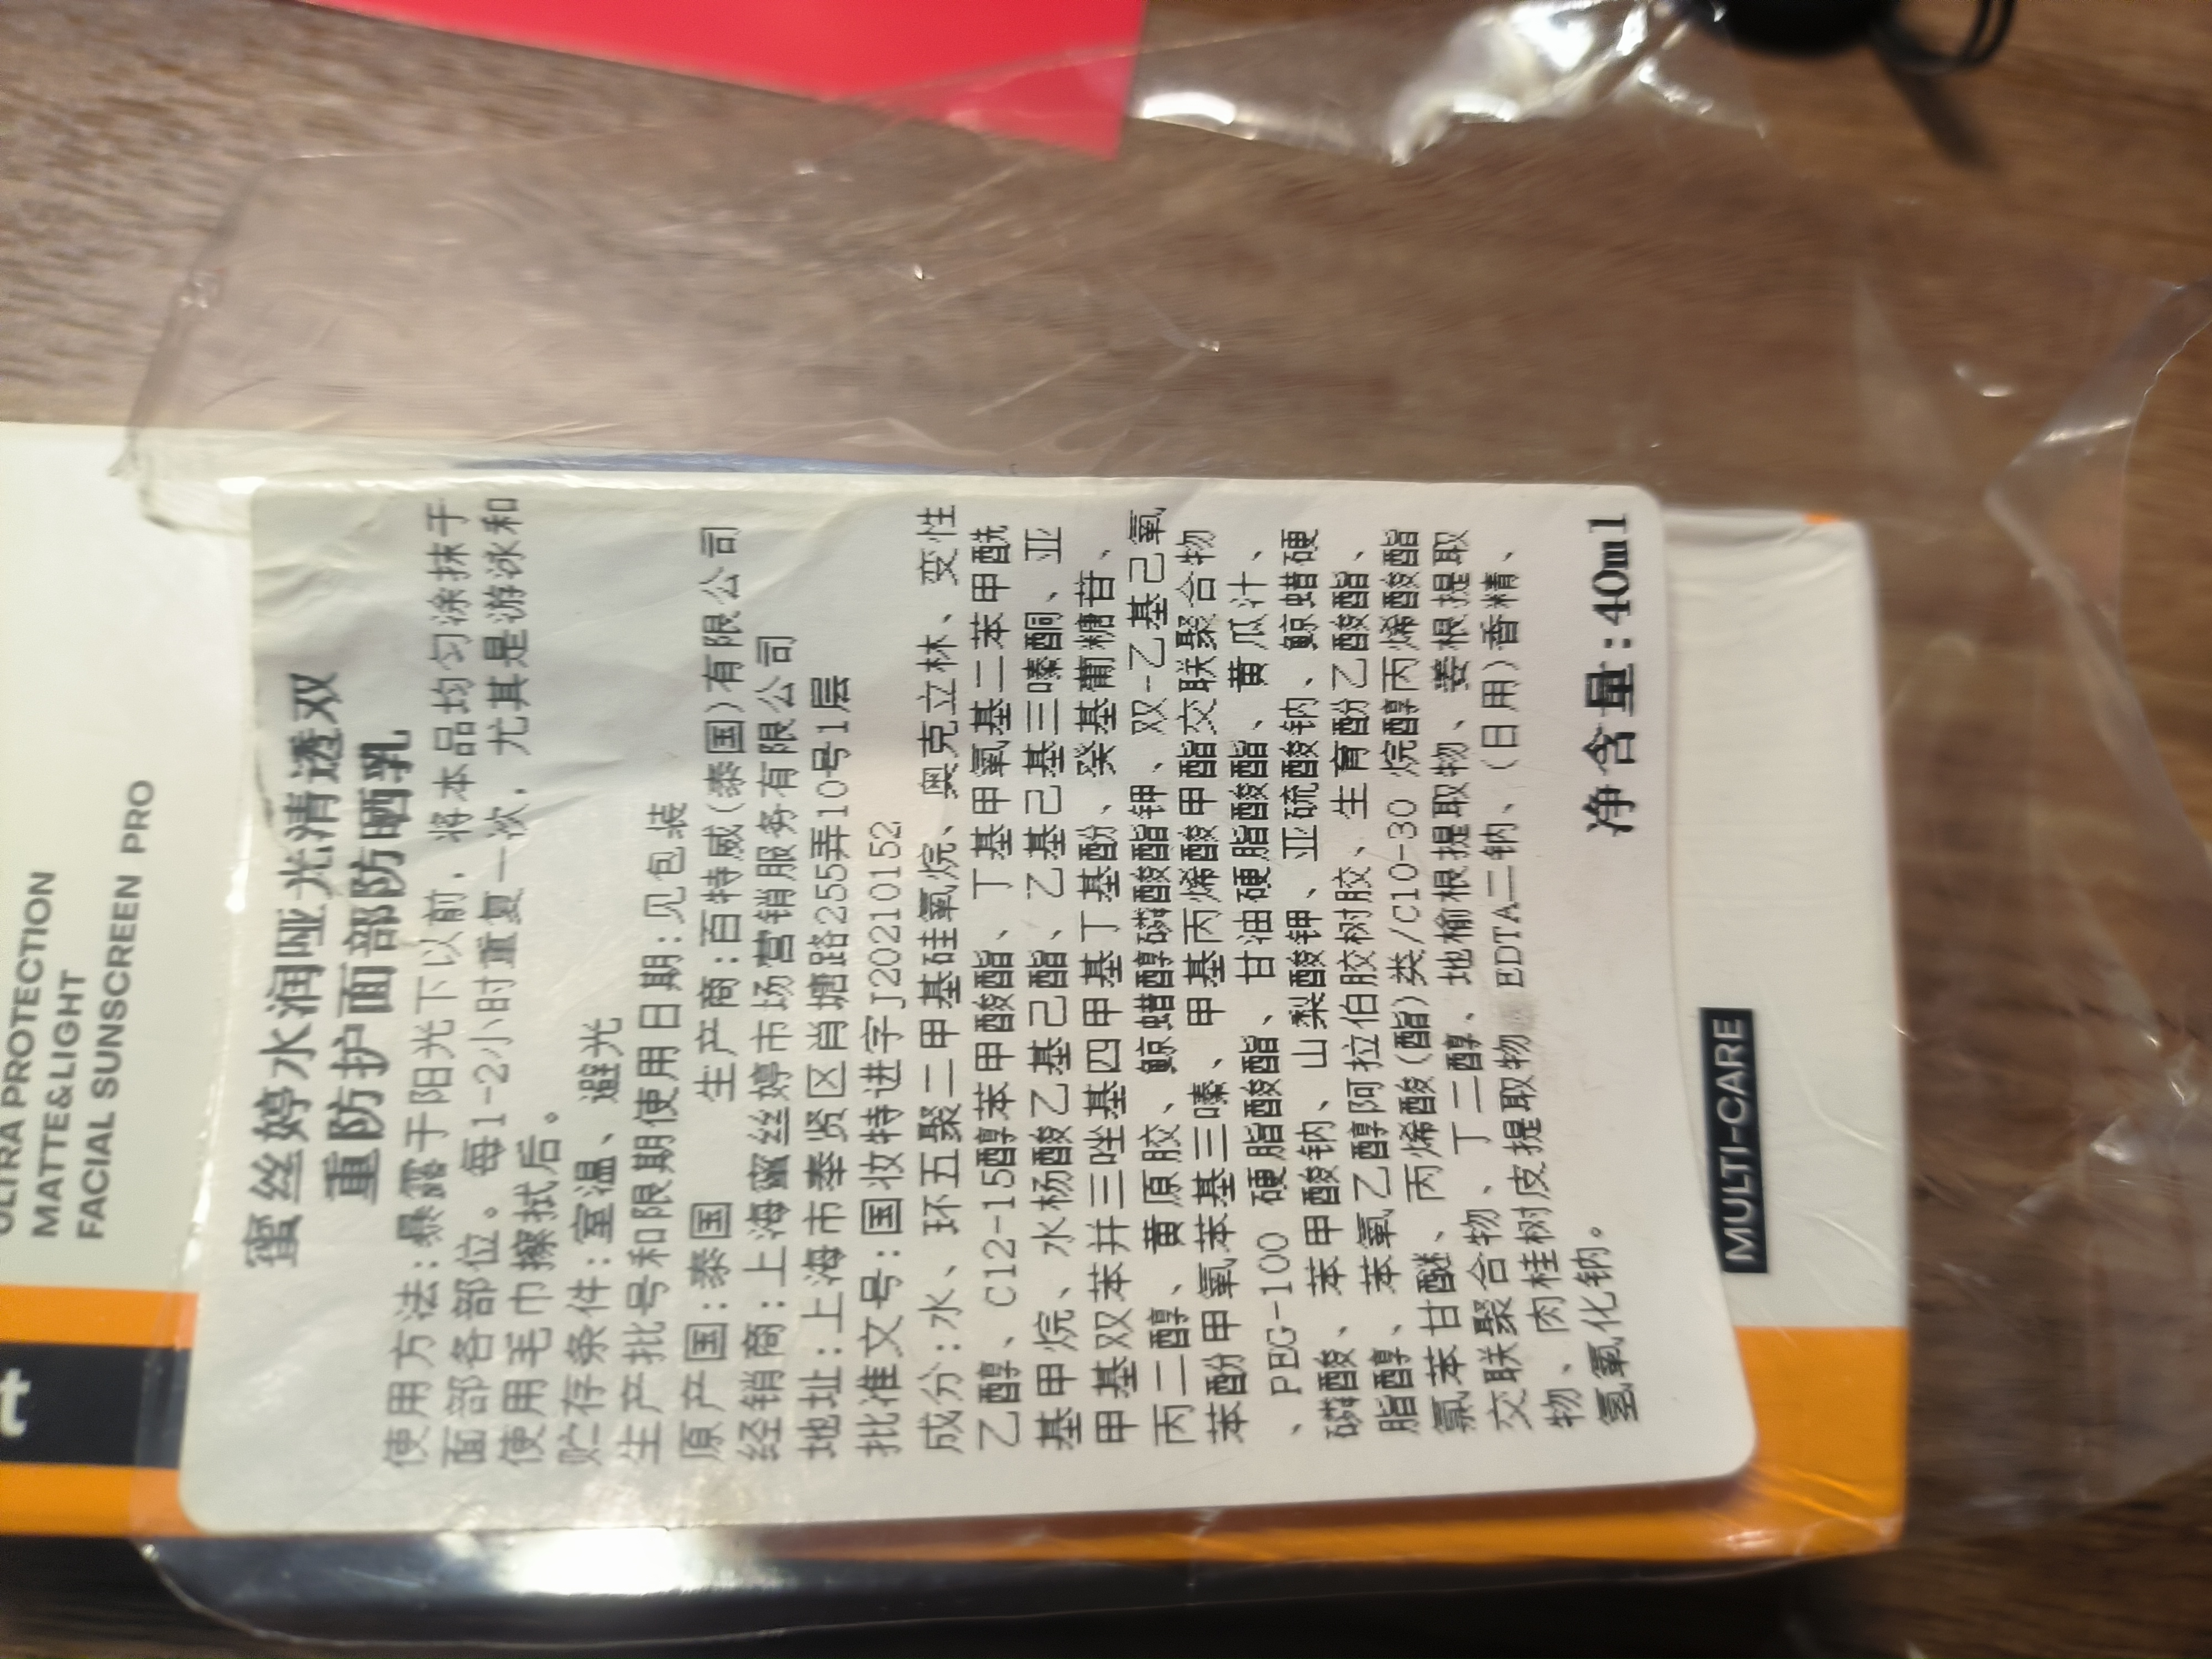 ULTRA PROTECTION
MATTE&LIGHT
FACIAL SUNSCREEN PRO
蜜丝婷水润哑光清透双
重防护面部防晒乳
使用方法:暴露于阳光下以前,将本品均匀涂抹于
面部各部位。每1-2小时重复一次,尤其是游泳和
使用毛巾擦拭后。
贮存条件:室温、避光
生产批号和限期使用日期:见包装
原产国:泰国 生产商:百特威(泰国)有限公司
经销商:上海蜜丝婷市场营销服务有限公司
地址:上海市奉贤区肖塘路255弄10号1层
批准文号:国妆特进字J20210152
成分:水、环五聚二甲基硅氧烷、奥克立林、变性
乙醇、C12-15醇苯甲酸酯、丁基甲氧基二苯甲酰
基甲烷、水杨酸乙基己酯、乙基己基三嗪酮、亚
甲基双苯并三唑基四甲基丁基酚、癸基葡糖苷、
丙二醇、黄原胶、鲸蜡醇磷酸酯钾、双-乙基己氧
苯酚甲氧苯基三嗪、甲基丙烯酸甲酯交联聚合物
、PEG-100 硬脂酸酯、甘油硬脂酸酯、黄瓜汁、
磷酸、苯甲酸钠、山梨酸钾、亚硫酸钠、鲸蜡硬
脂醇、苯氧乙醇阿拉伯胶树胶、生育酚乙酸酯、
氯苯甘醚、丙烯酸(酯)类/C10-30 烷醇丙烯酸酯
交联聚合物、丁二醇、地榆根提取物、姜根提取
物、肉桂树皮提取物 EDTA二钠、(日用)香精、
氢氧化钠。
净含量:40ml
MULTI-CARE